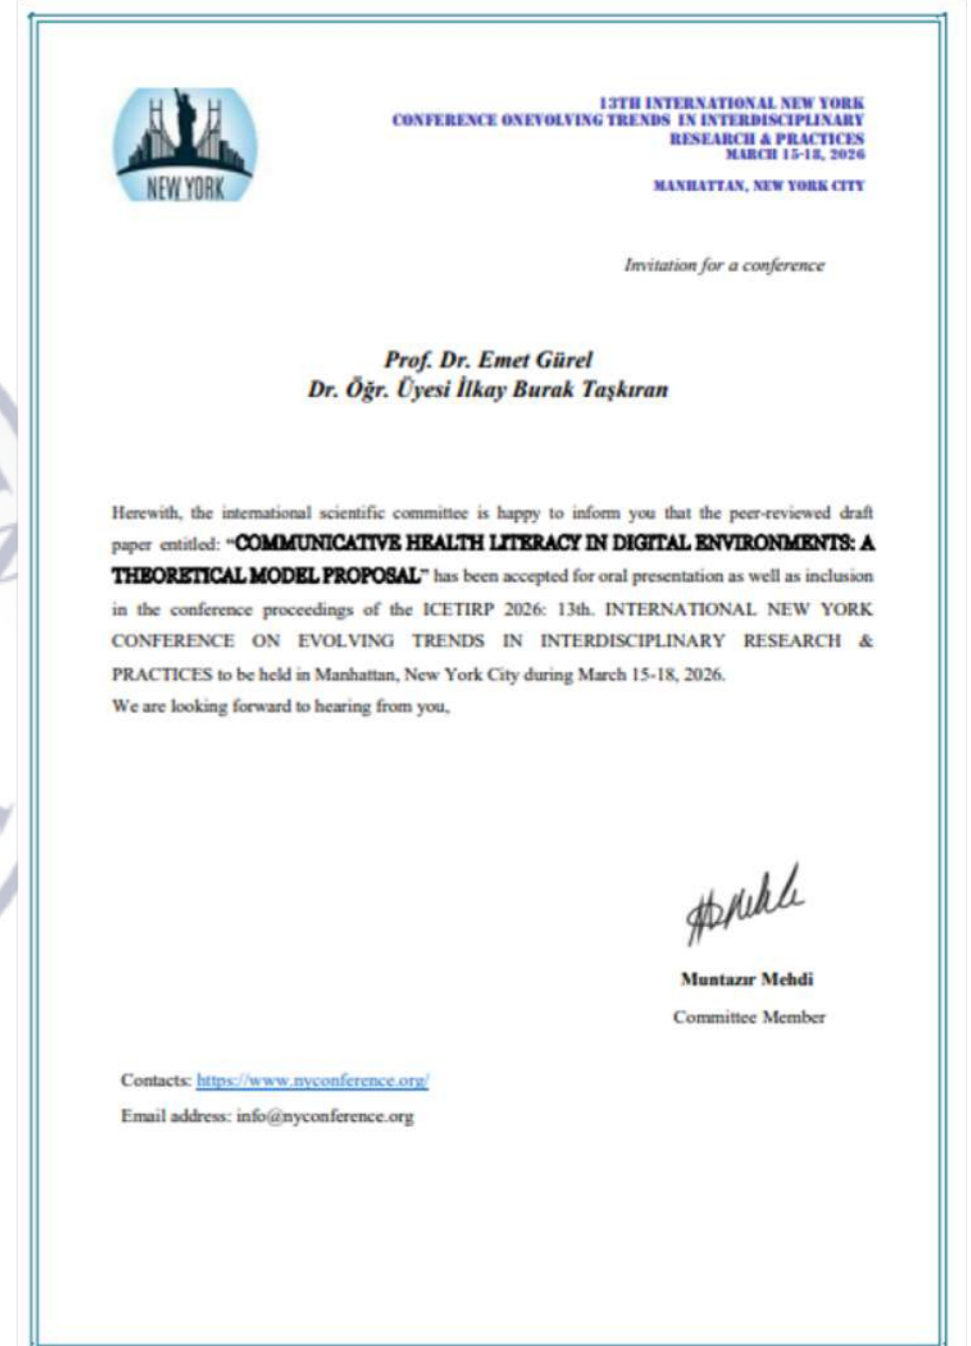 NEW YORK
13TH INTERNATIONAL NEW YORK
CONFERENCE ONEVOLVING TRENDS IN INTERDISCIPLINARY
RESEARCH & PRACTICES
MARCH 15-18, 2026
MANHATTAN, NEW YORK CITY
Invitation for a conference
Prof. Dr. Emet Gürel
Dr. Öğr. Üyesi İlkay Burak Taşkıran
Herewith, the international scientific committee is happy to inform you that the peer-reviewed draft
paper entitled: “COMMUNICATIVE HEALTH LITERACY IN DIGITAL ENVIRONMENTS: A
THEORETICAL MODEL PROPOSAL” has been accepted for oral presentation as well as inclusion
in the conference proceedings of the ICETIRP 2026: 13th. INTERNATIONAL NEW YORK
CONFERENCE ON EVOLVING TRENDS IN INTERDISCIPLINARY RESEARCH &
PRACTICES to be held in Manhattan, New York City during March 15-18, 2026.
We are looking forward to hearing from you,
Muntazır Mehdi
Committee Member
Contacts: https://www.nyconference.org/
Email address: info@nyconference.org